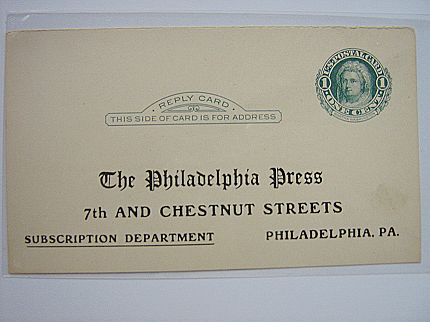 U.S. POSTAL CARD
1 1
ONE CENT
REPLY CARD
THIS SIDE OF CARD IS FOR ADDRESS
The Philadelphia Press
7th AND CHESTNUT STREETS
SUBSCRIPTION DEPARTMENT PHILADELPHIA, PA.